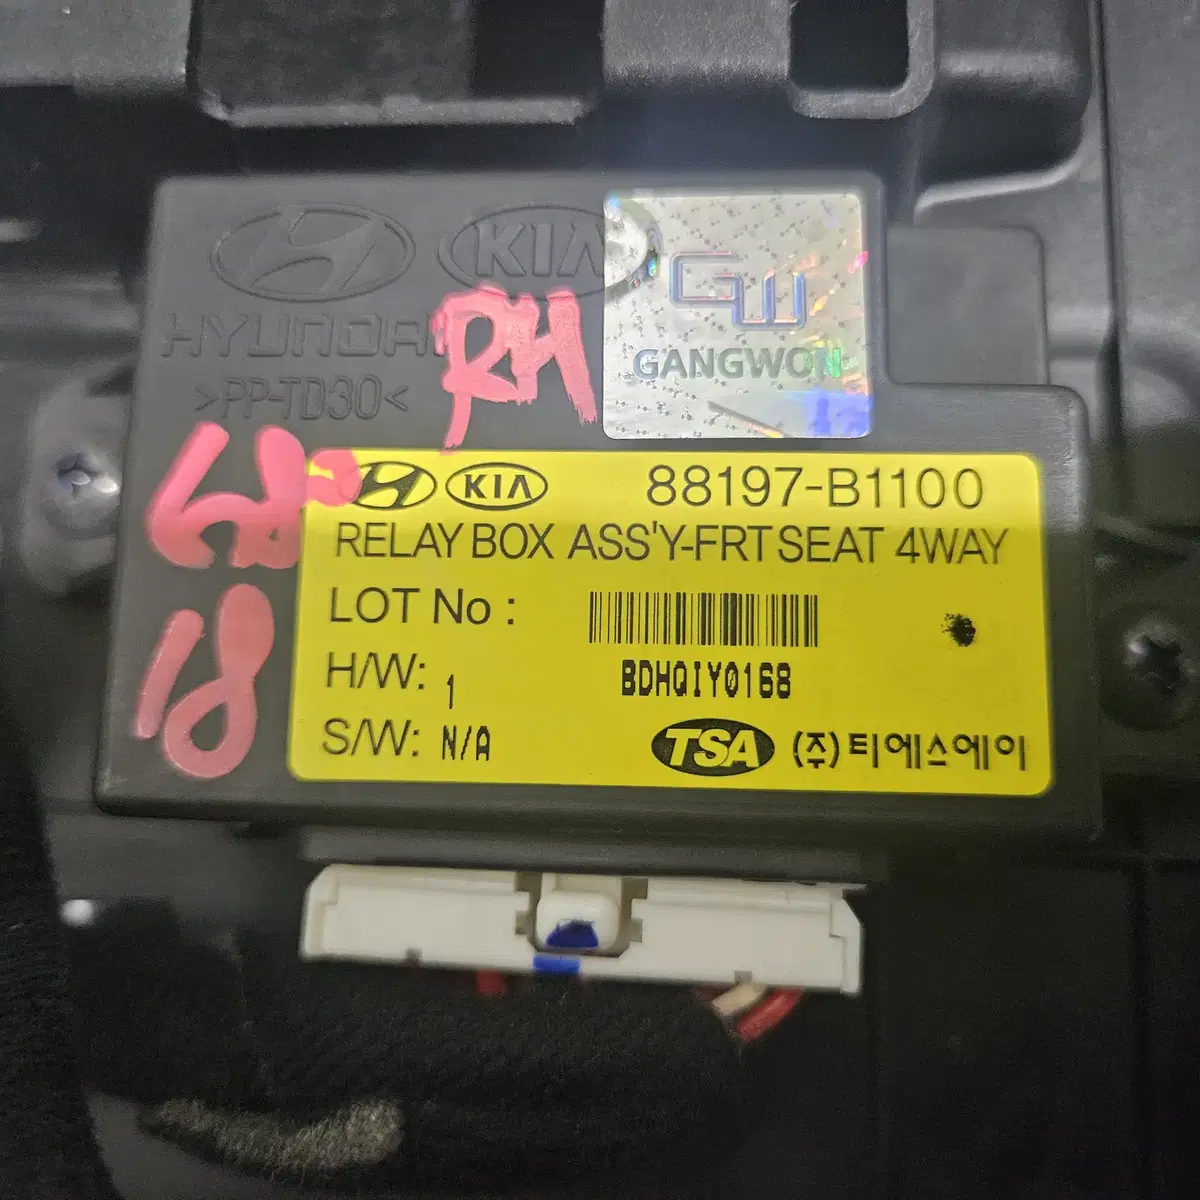 KIA
HYUNDAI
>PP-TD30<
RH
GW
GANGWON
18
KIA
88197-B1100
RELAY BOX ASS'Y-FRT SEAT 4WAY
LOT No :
BDHQIY0168
H/W: 1
S/W: N/A
TSA (주)티에스에이